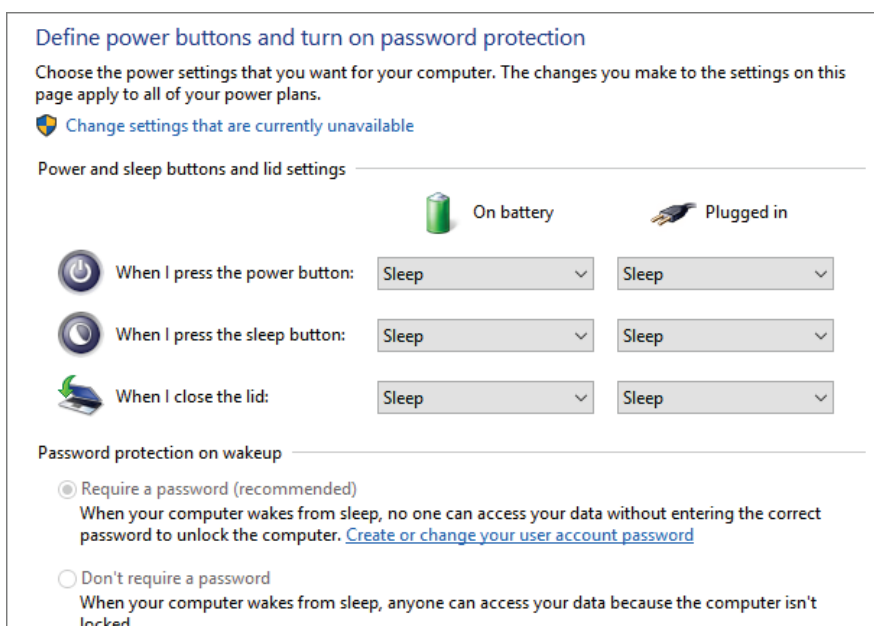 Define power buttons and turn on password protection
Choose the power settings that you want for your computer. The changes you make to the settings on this
page apply to all of your power plans.
Change settings that are currently unavailable
Power and sleep buttons and lid settings
On battery Plugged in
When I press the power button: Sleep Sleep
When I press the sleep button: Sleep Sleep
When I close the lid: Sleep Sleep
Password protection on wakeup
Require a password (recommended)
When your computer wakes from sleep, no one can access your data without entering the correct
password to unlock the computer. Create or change your user account password
Don't require a password
When your computer wakes from sleep, anyone can access your data because the computer isn't
locked